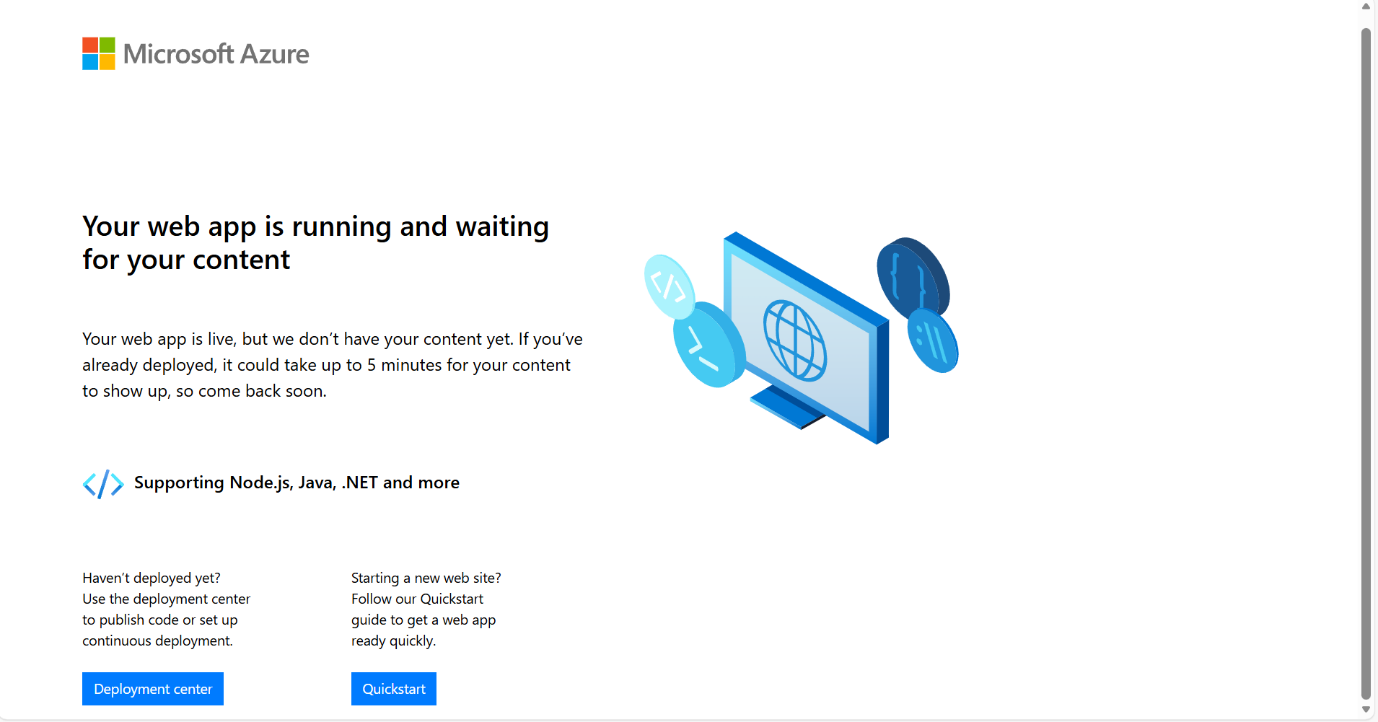 Microsoft Azure
Your web app is running and waiting
for your content
Your web app is live, but we don’t have your content yet. If you’ve
already deployed, it could take up to 5 minutes for your content
to show up, so come back soon.
Supporting Node.js, Java, .NET and more
Haven’t deployed yet?
Use the deployment center
to publish code or set up
continuous deployment.
Deployment center
Starting a new web site?
Follow our Quickstart
guide to get a web app
ready quickly.
Quickstart